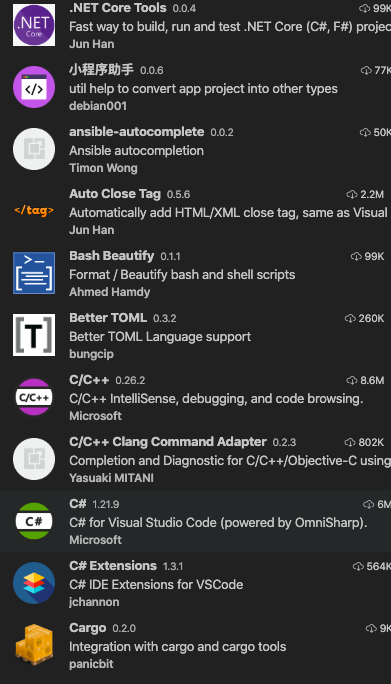 .NET Core Tools 0.0.4 99K
Fast way to build, run and test .NET Core (C#, F#) projec
Jun Han
小程序助手 0.0.6 77K
util help to convert app project into other types
debian001
ansible-autocomplete 0.0.2 50K
Ansible autocompletion
Timon Wong
Auto Close Tag 0.5.6 2.2M
Automatically add HTML/XML close tag, same as Visual
Jun Han
Bash Beautify 0.1.1 99K
Format / Beautify bash and shell scripts
Ahmed Hamdy
Better TOML 0.3.2 260K
Better TOML Language support
bungcip
C/C++ 0.26.2 8.6M
C/C++ IntelliSense, debugging, and code browsing.
Microsoft
C/C++ Clang Command Adapter 0.2.3 802K
Completion and Diagnostic for C/C++/Objective-C using
Yasuaki MITANI
C# 1.21.9 6M
C# for Visual Studio Code (powered by OmniSharp).
Microsoft
C# Extensions 1.3.1 564K
C# IDE Extensions for VSCode
jchannon
Cargo 0.2.0 9K
Integration with cargo and cargo tools
panicbit
.NET
Core
</tag>
[T]
C/C++
C#